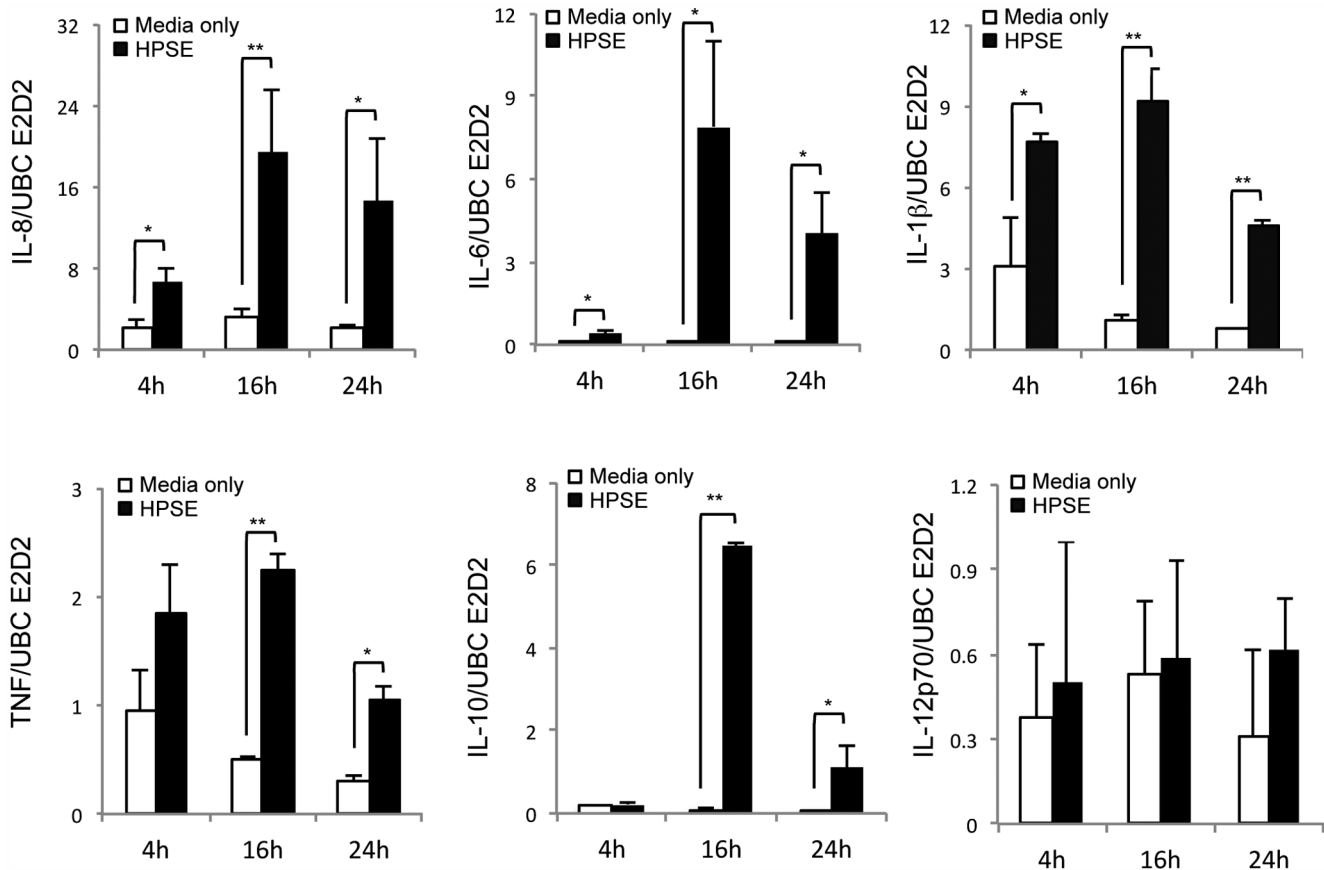 IL-8/UBC E2D2
Media only
HPSE
32
24
16
8
0
*
**
*
4h
16h
24h
IL-6/UBC E2D2
Media only
HPSE
12
9
6
3
0
*
*
*
4h
16h
24h
IL-1β/UBC E2D2
Media only
HPSE
12
9
6
3
0
*
**
**
4h
16h
24h
TNF/UBC E2D2
Media only
HPSE
3
2
1
0
**
*
4h
16h
24h
IL-10/UBC E2D2
Media only
HPSE
8
6
4
2
0
**
*
4h
16h
24h
IL-12p70/UBC E2D2
Media only
HPSE
1.2
0.9
0.6
0.3
0
4h
16h
24h